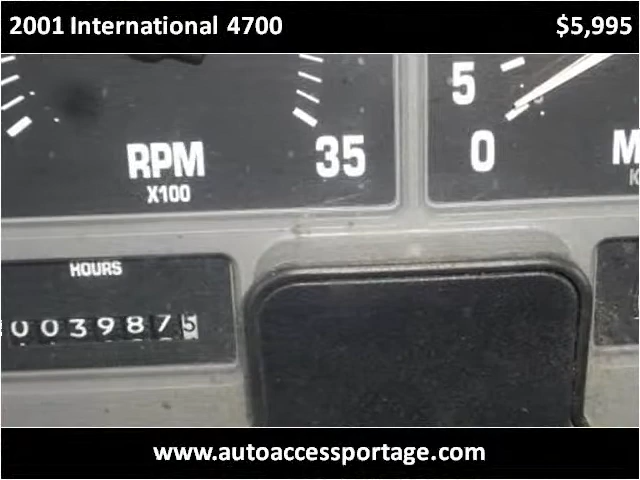 2001 International 4700 $5,995
5
RPM 35 0 M
X100 K
HOURS
0039875
www.autoaccessportage.com